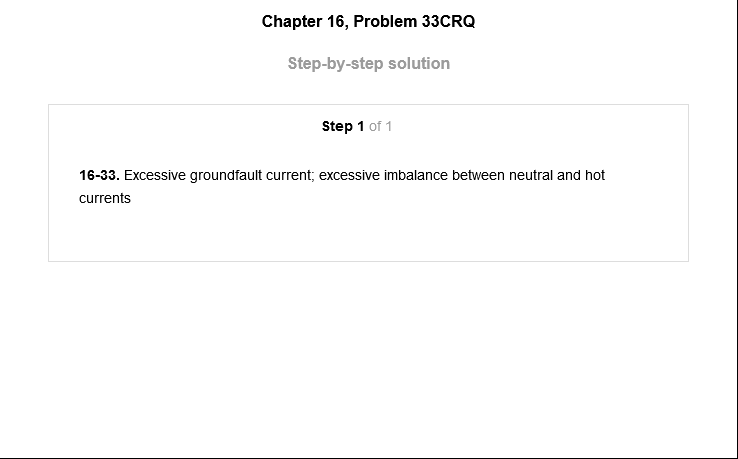 Chapter 16, Problem 33CRQ
Step-by-step solution
Step 1 of 1
16-33. Excessive groundfault current; excessive imbalance between neutral and hot
currents